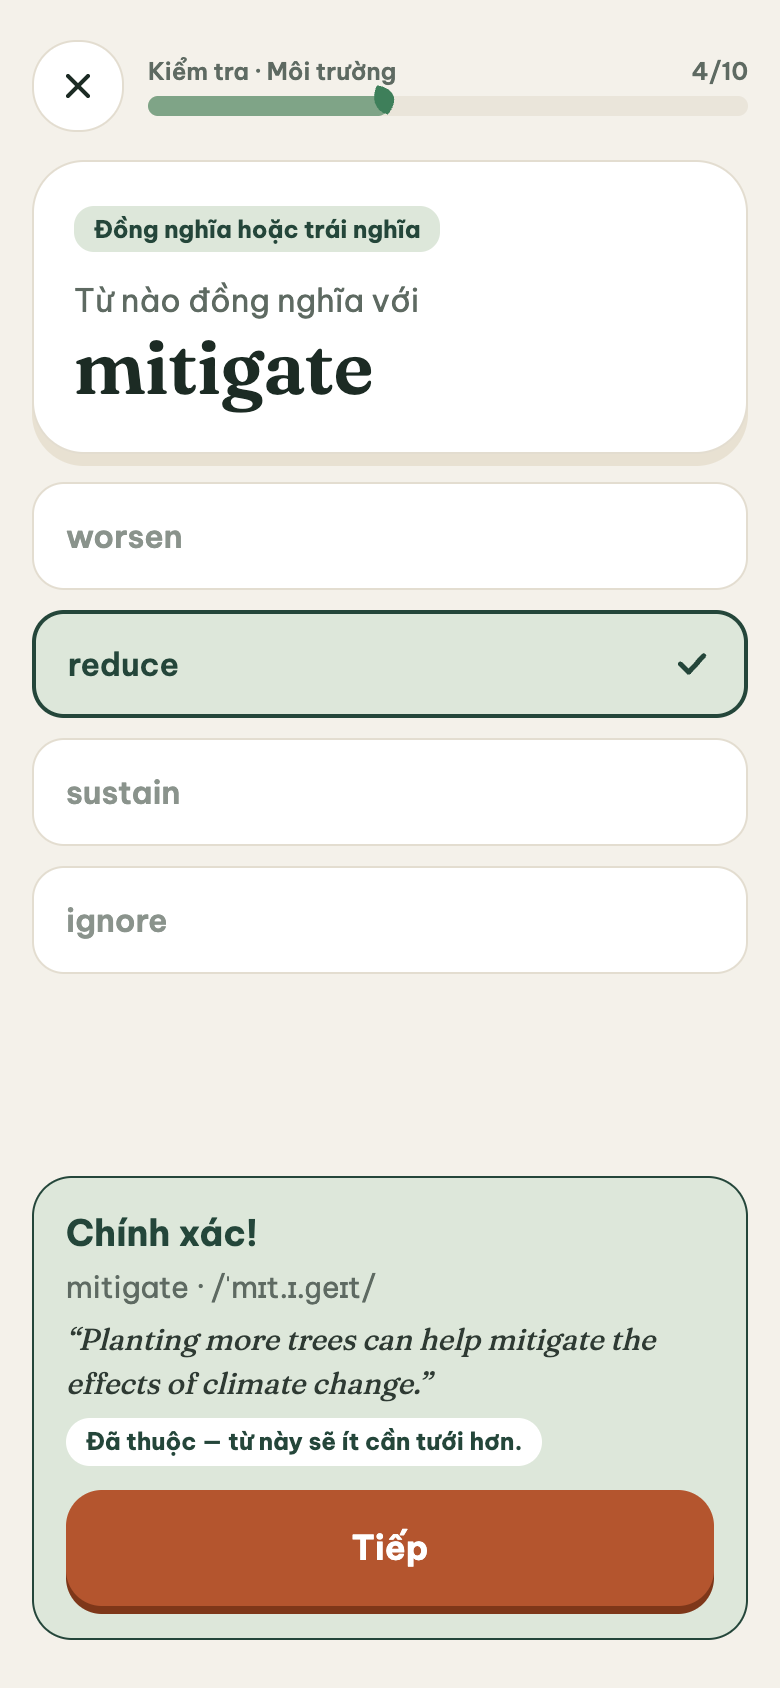 Kiểm tra · Môi trường
4/10
Đồng nghĩa hoặc trái nghĩa
Từ nào đồng nghĩa với
mitigate
worsen
reduce
sustain
ignore
Chính xác!
mitigate · /ˈmɪt.ɪ.ɡeɪt/
“Planting more trees can help mitigate the
effects of climate change.”
Đã thuộc — từ này sẽ ít cần tưới hơn.
Tiếp